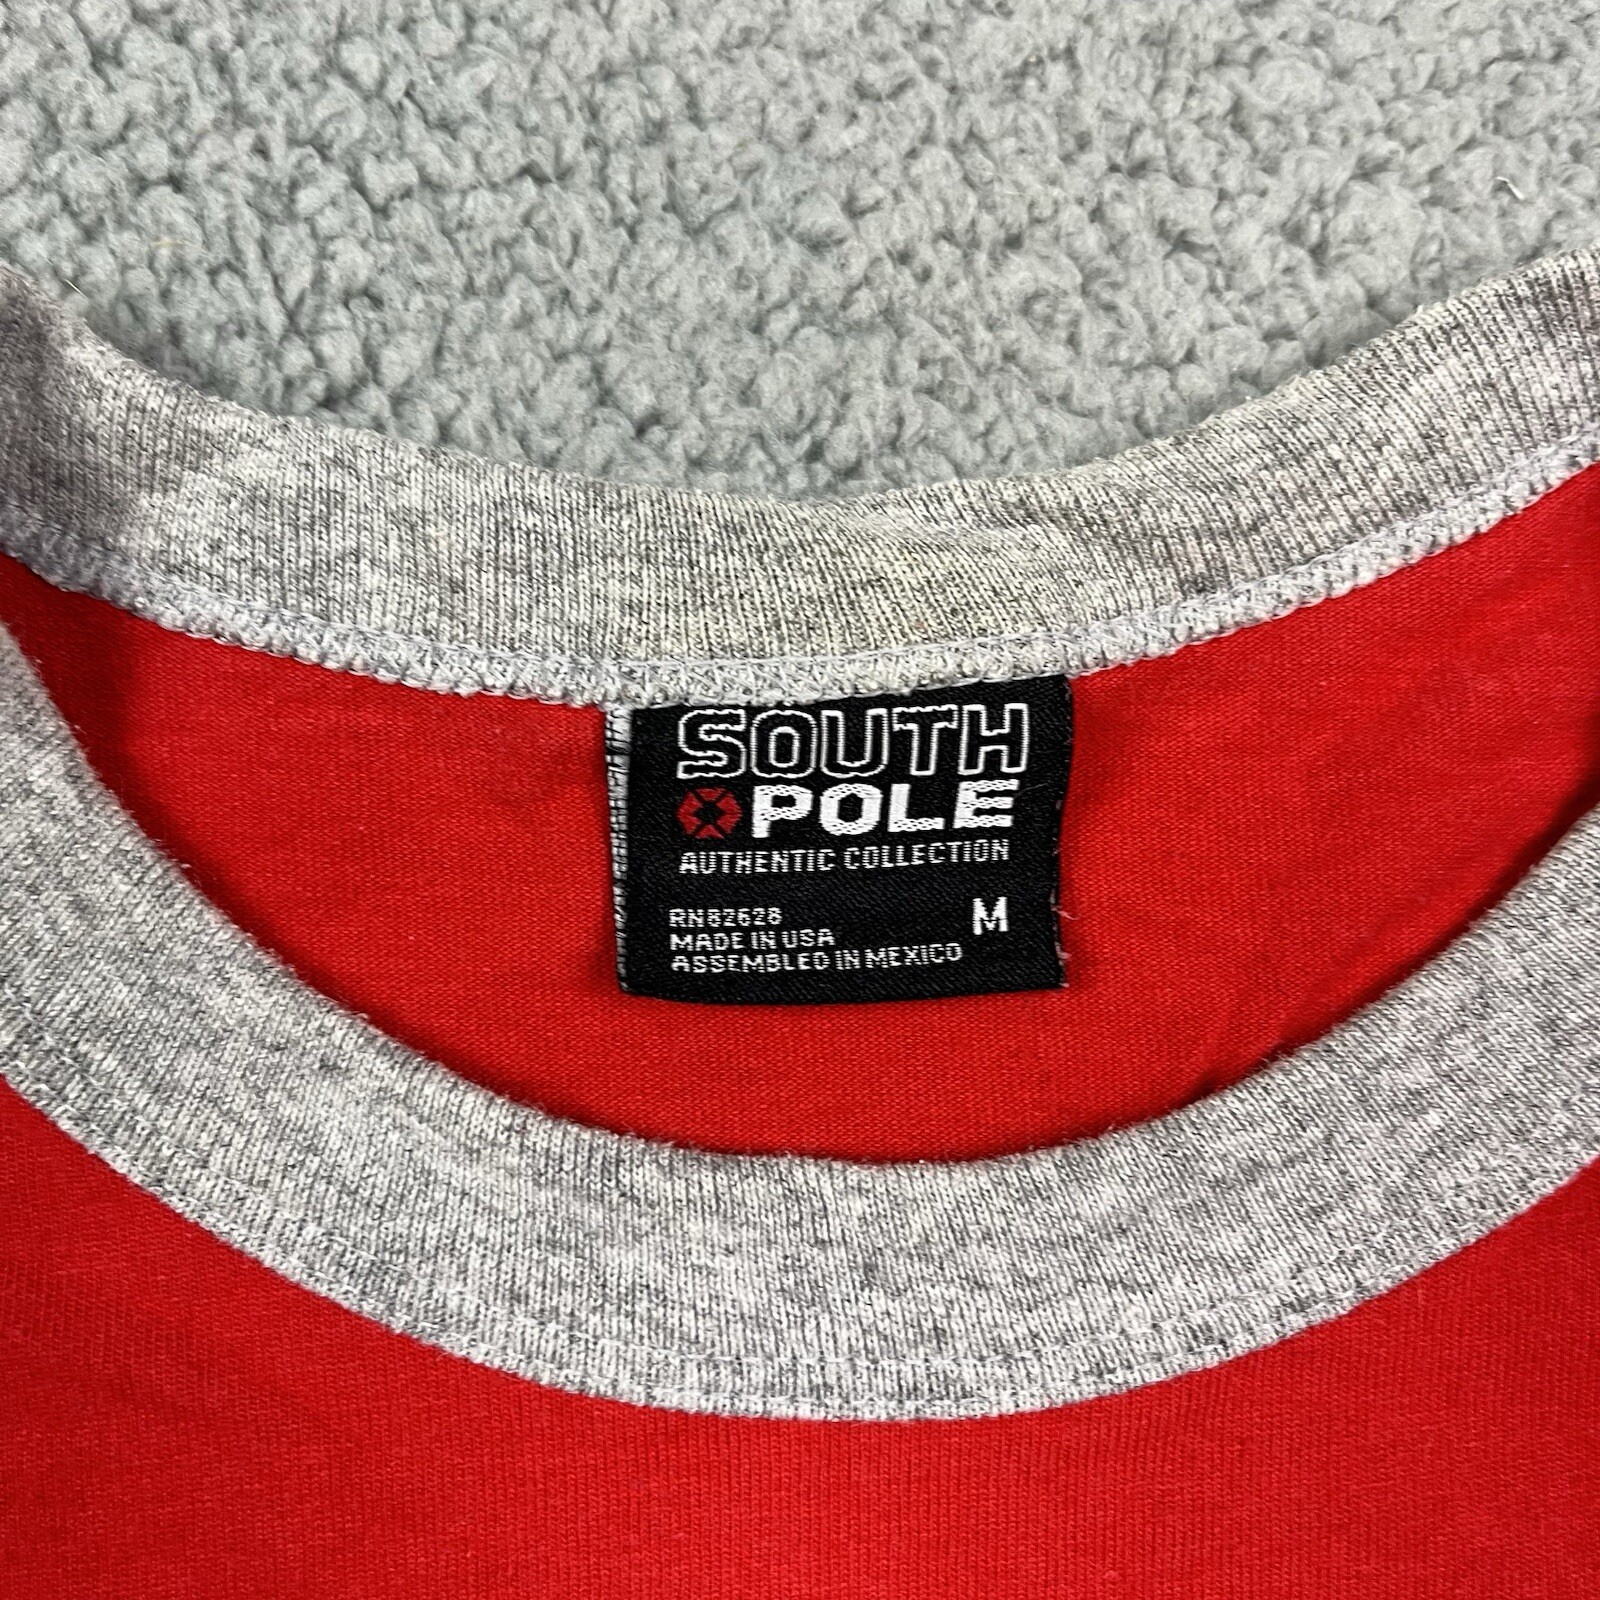 SOUTH
POLE
AUTHENTIC COLLECTION
RN82628
M
MADE IN USA
ASSEMBLED IN MEXICO